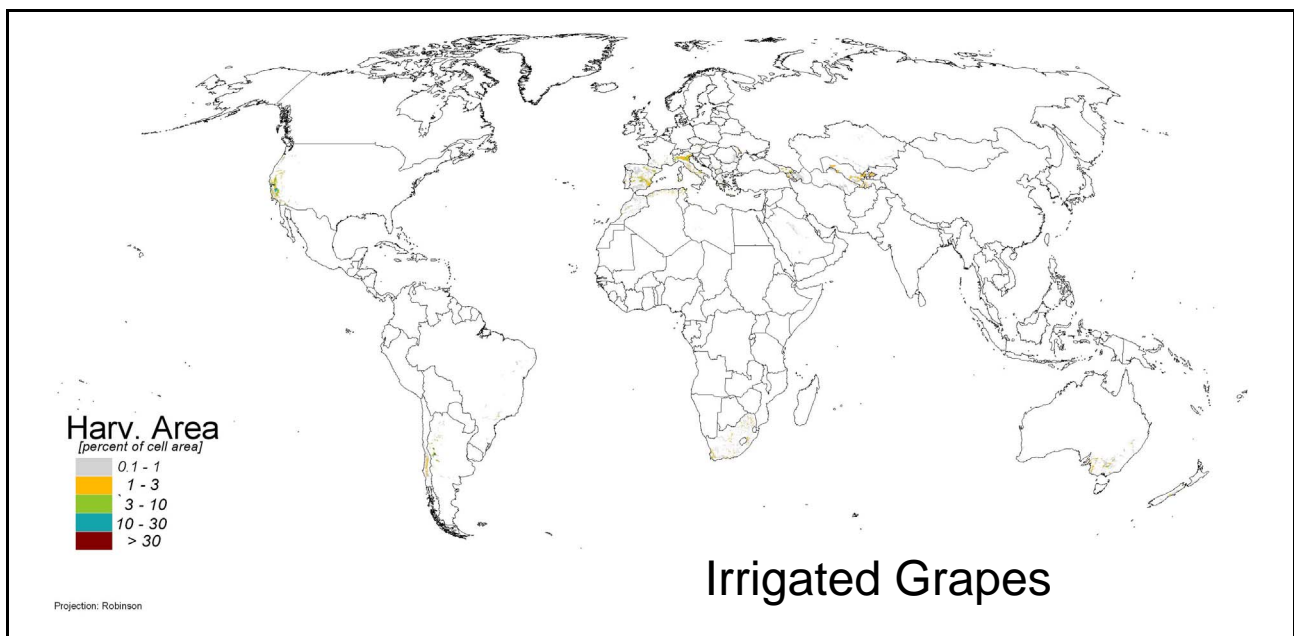 Harv. Area
[percent of cell area]
0.1 - 1
1 - 3
3 - 10
10 - 30
> 30
Irrigated Grapes
Projection: Robinson